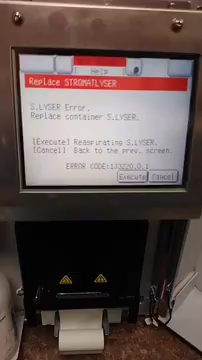 Help
Replace STROMATLYSER
S.LYSER Error.
Replace container S.LYSER.
[Execute] Reaspirating S.LYSER.
[Cancel] Back to the prev. screen.
ERROR CODE:
Execute Cancel